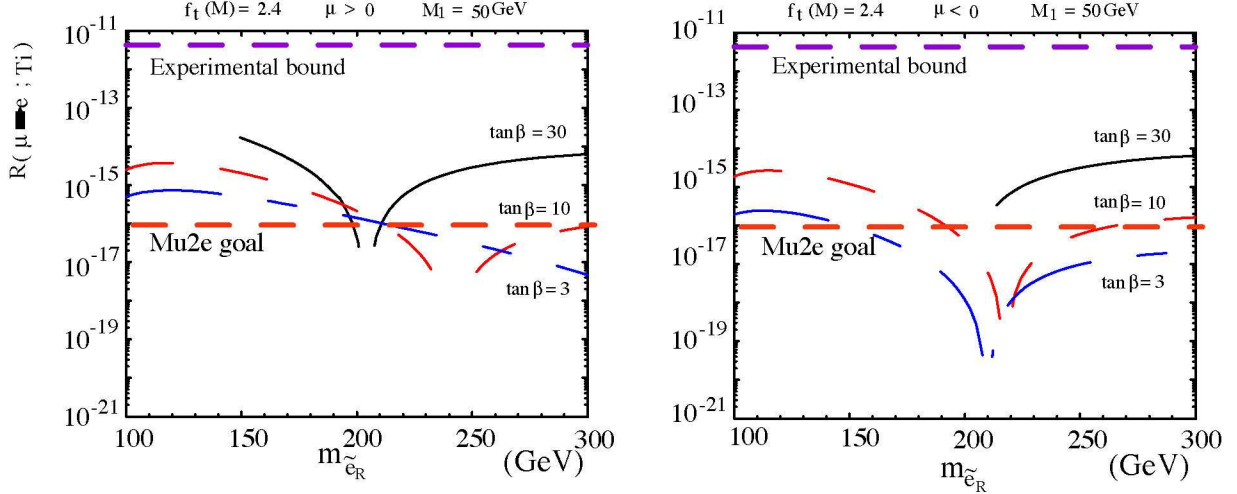 f_t (M) = 2.4 μ > 0 M_1 = 50 GeV
R( μ e ; Ti)
10^-11
10^-13
10^-15
10^-17
10^-19
10^-21
Experimental bound
tan β = 30
tan β = 10
Mu2e goal
tan β = 3
100 150 200 250 300
m_ẽ_R (GeV)
f_t (M) = 2.4 μ < 0 M_1 = 50 GeV
10^-11
10^-13
10^-15
10^-17
10^-19
10^-21
Experimental bound
tan β = 30
tan β = 10
Mu2e goal
tan β = 3
100 150 200 250 300
m_ẽ_R (GeV)